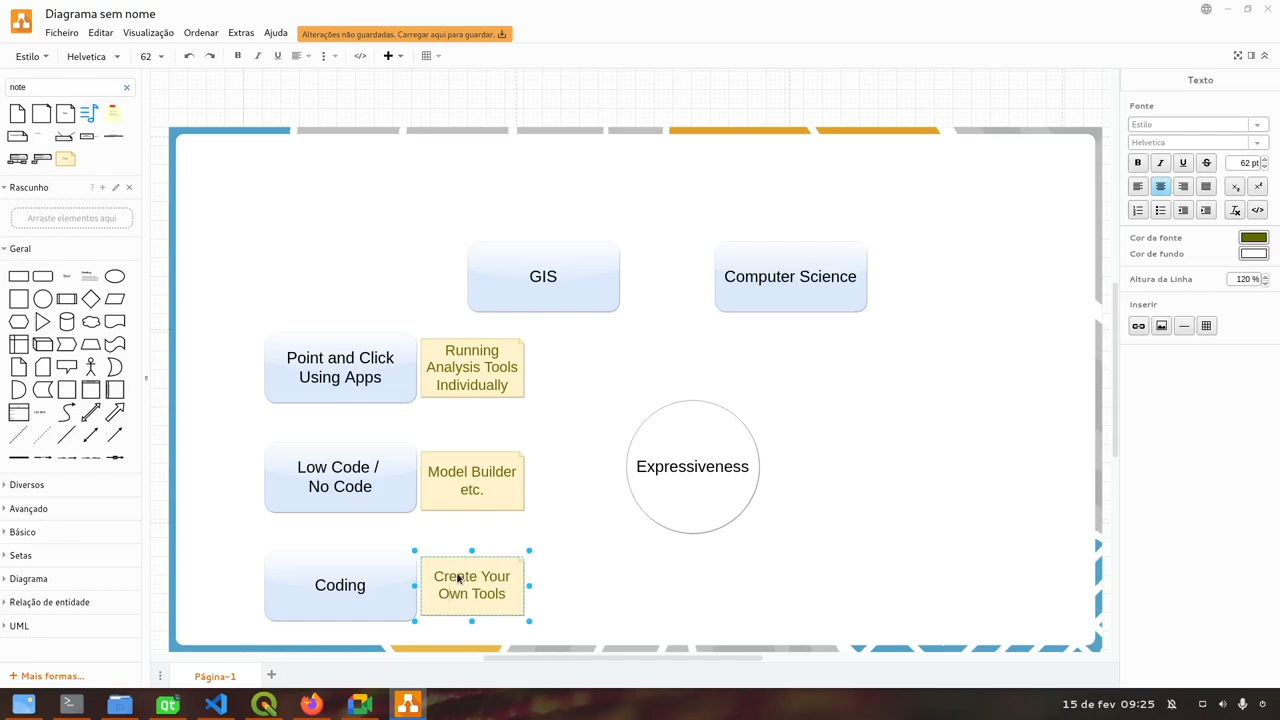 Diagrama sem nome
Ficheiro Editar Visualização Ordenar Extras Ajuda Alterações não guardadas. Carregar aqui para guardar.
Estilo Helvetica 62 B I U </>
note
Rascunho ? +
Arraste elementos aqui
Geral
Diversos
Avançado
Básico
Setas
Diagrama
Relação de entidade
UML
+ Mais formas...
GIS
Computer Science
Point and Click
Using Apps
Running
Analysis Tools
Individually
Low Code /
No Code
Model Builder
etc.
Expressiveness
Coding
Create Your
Own Tools
Página-1
Texto
Fonte
Estilo
Helvetica
B I U S 62 pt
Cor da fonte
Cor de fundo
Altura da Linha 120 %
Inserir
15 de fev 09:25